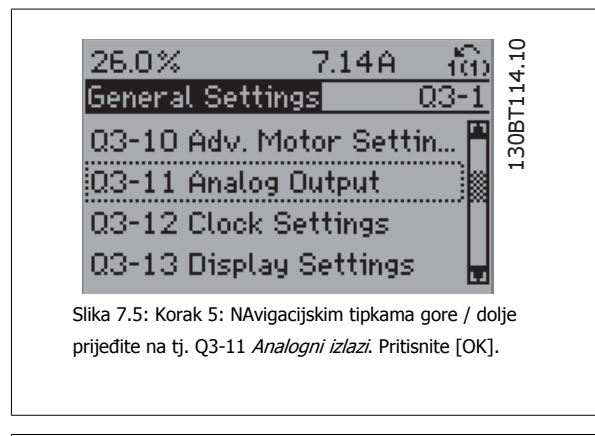 26.0% 7.14A 1(1)
General Settings Q3-1
Q3-10 Adv. Motor Settin...
Q3-11 Analog Output
Q3-12 Clock Settings
Q3-13 Display Settings
130BT114.10
Slika 7.5: Korak 5: NAvigacijskim tipkama gore / dolje
prijeđite na tj. Q3-11 Analogni izlazi. Pritisnite [OK].